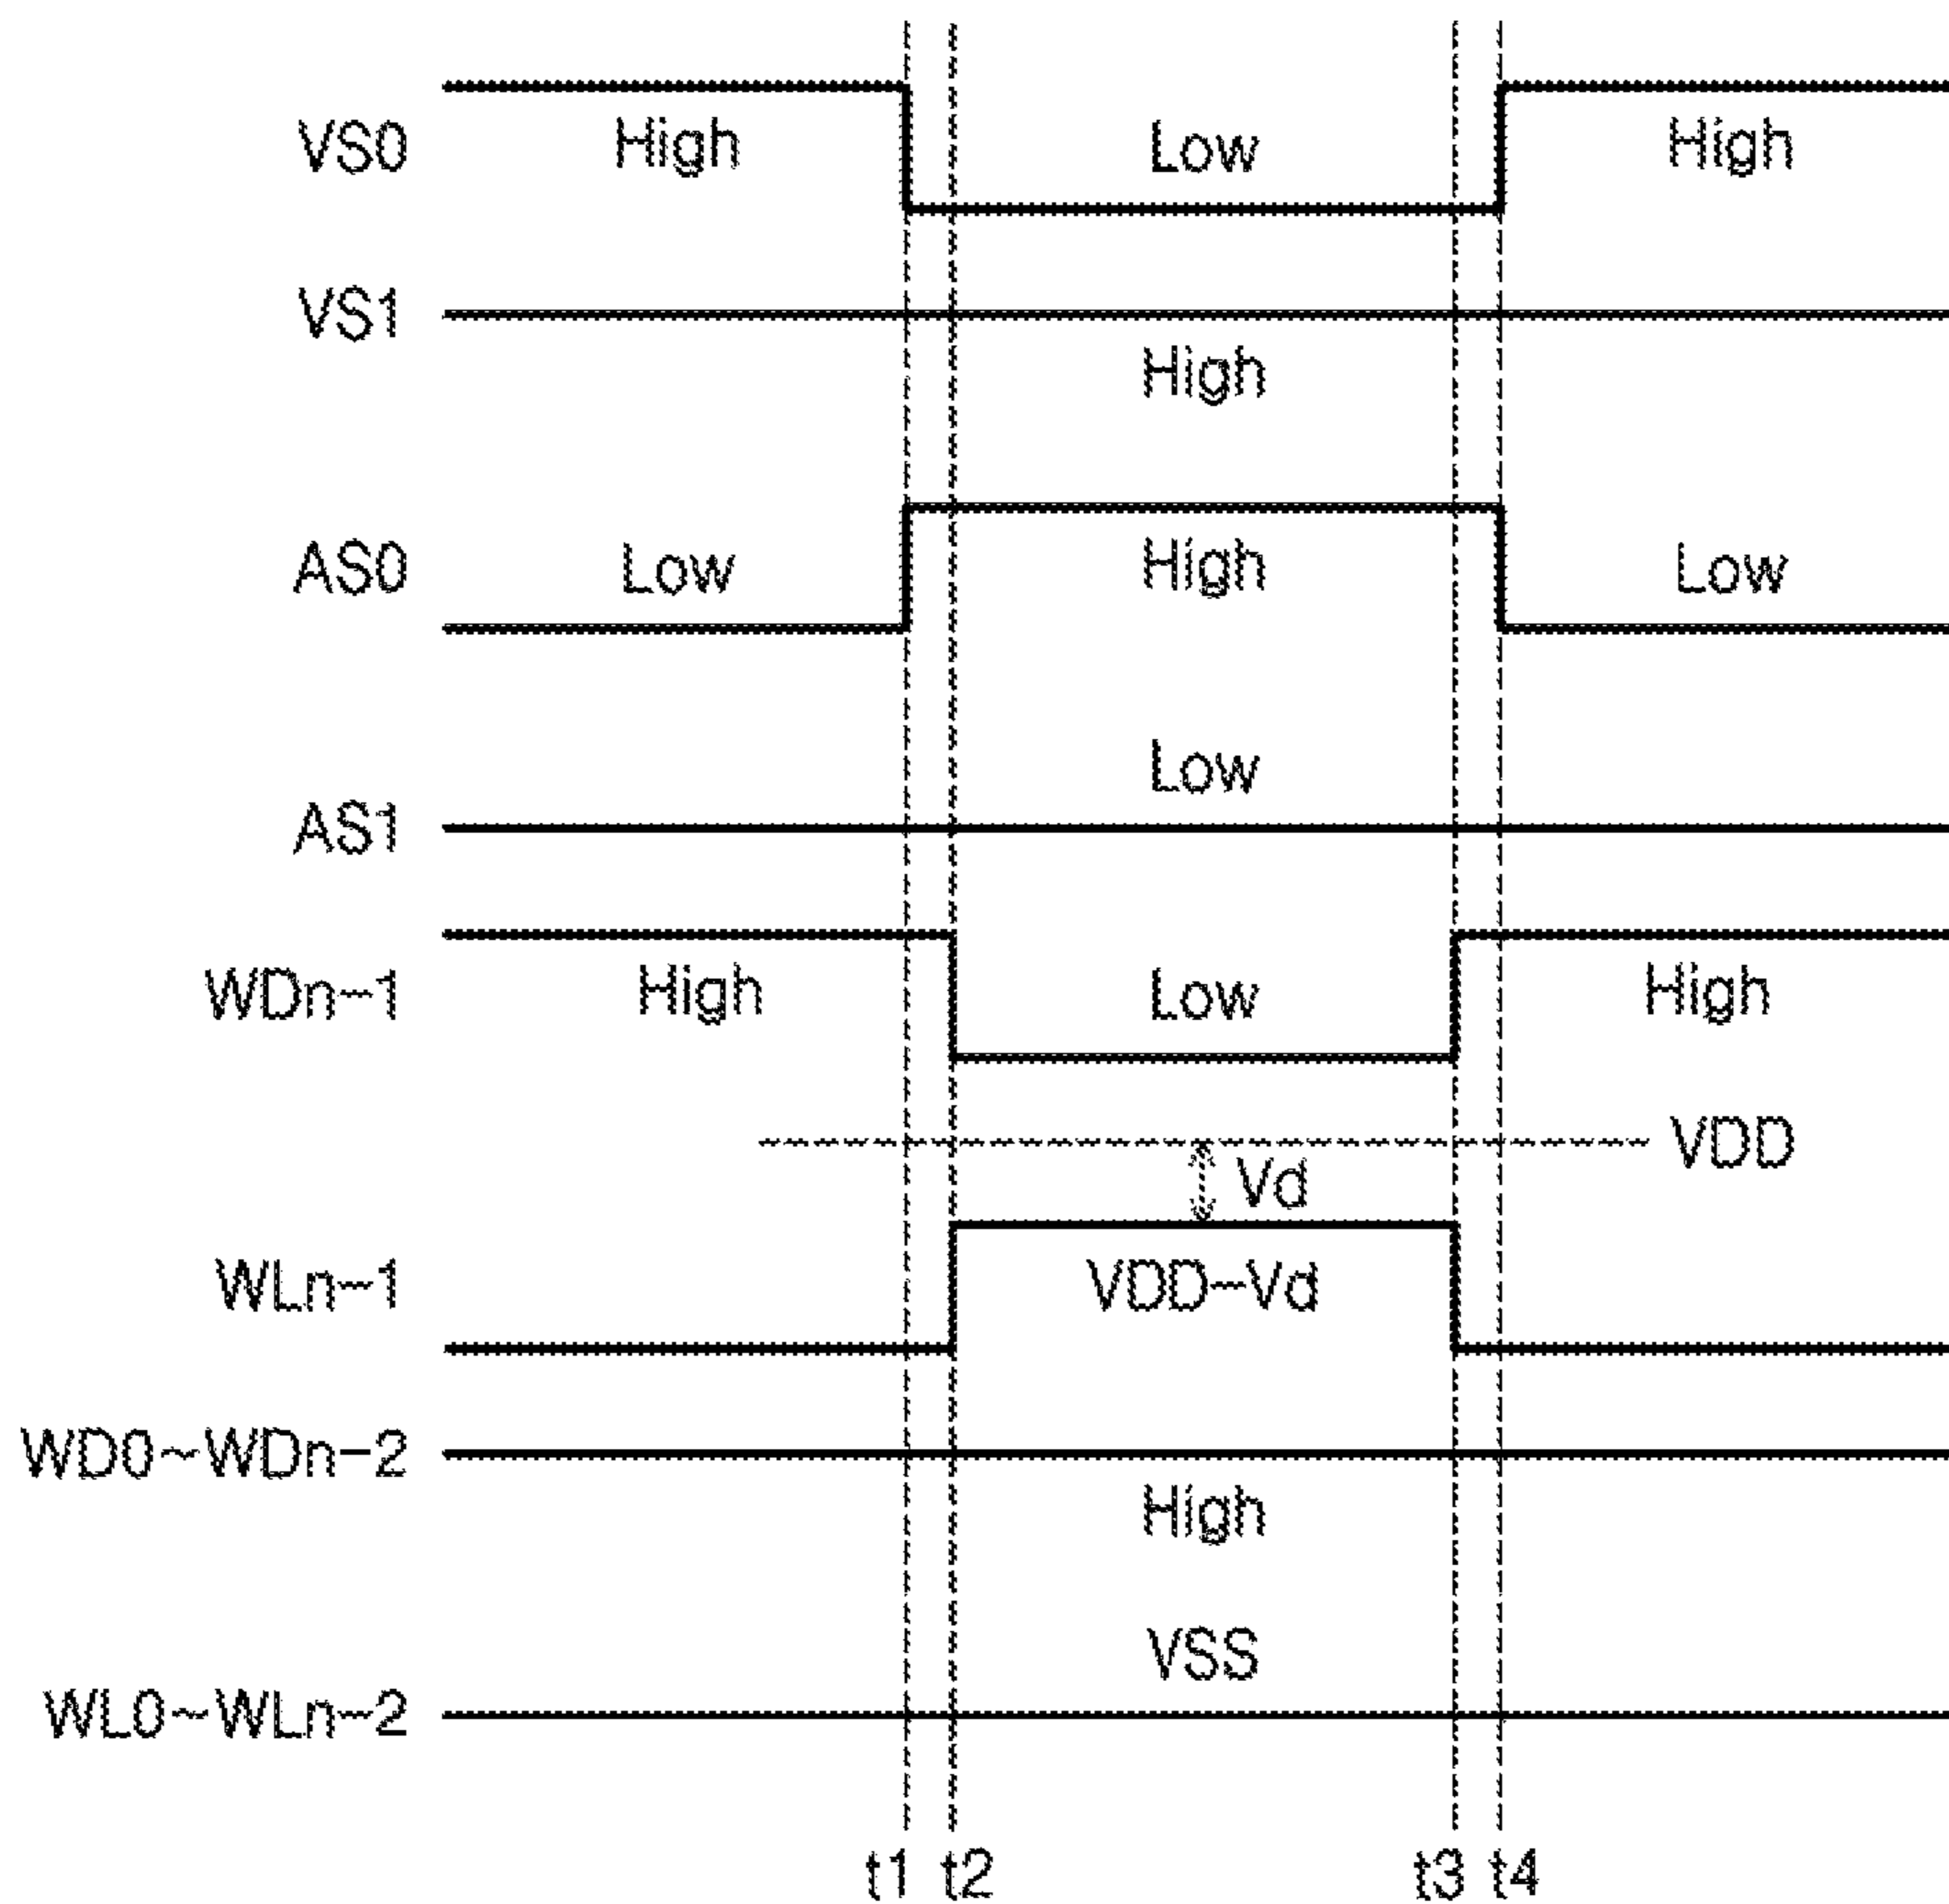 VS0 High Low High
VS1
High
AS0 Low High Low
Low
AS1
WDn-1 High Low High
VDD
Vd
WLn-1 VDD-Vd
WD0~WDn-2
High
VSS
WL0~WLn-2
t1 t2 t3 t4